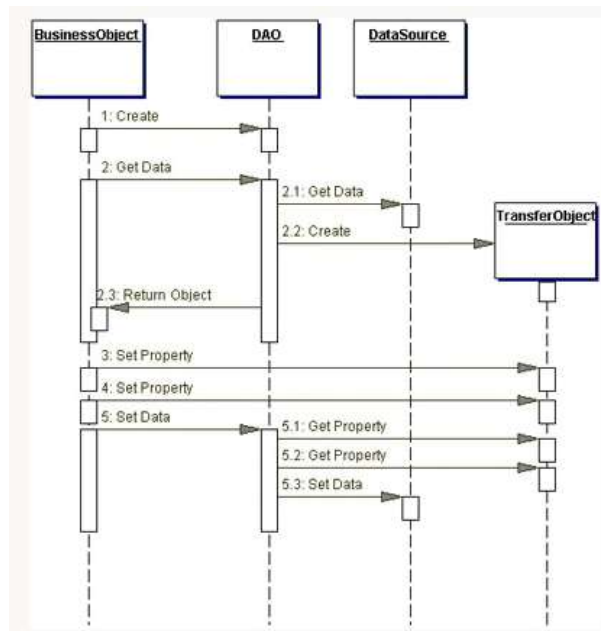 BusinessObject
DAO
DataSource
1: Create
2: Get Data
2.1: Get Data
TransferObject
2.2: Create
2.3: Return Object
3: Set Property
4: Set Property
5: Set Data
5.1: Get Property
5.2: Get Property
5.3: Set Data